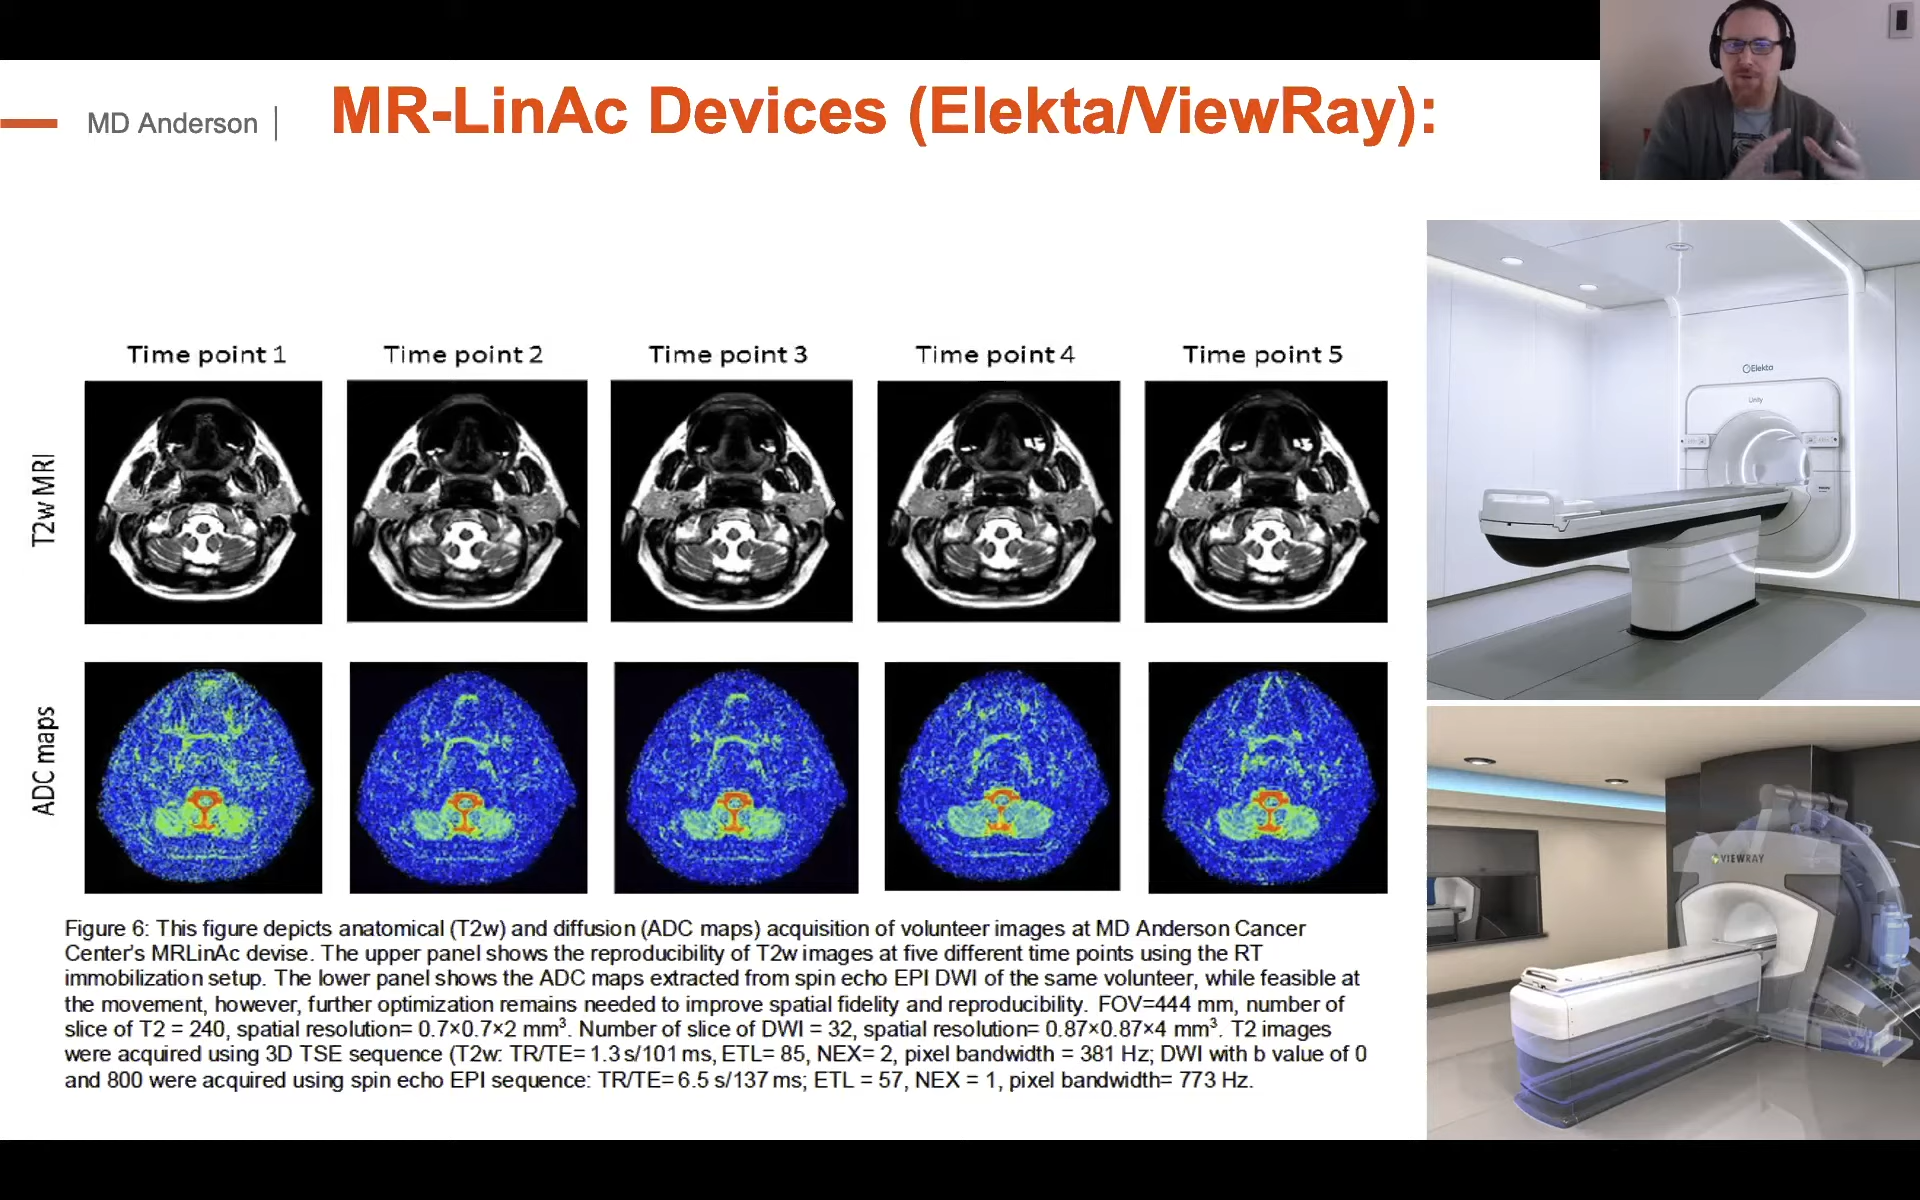 MD Anderson
MR-LinAc Devices (Elekta/ViewRay):
Time point 1
Time point 2
Time point 3
Time point 4
Time point 5
T2w MRI
ADC maps
Figure 6: This figure depicts anatomical (T2w) and diffusion (ADC maps) acquisition of volunteer images at MD Anderson Cancer
Center's MRLinAc devise. The upper panel shows the reproducibility of T2w images at five different time points using the RT
immobilization setup. The lower panel shows the ADC maps extracted from spin echo EPI DWI of the same volunteer, while feasible at
the movement, however, further optimization remains needed to improve spatial fidelity and reproducibility. FOV=444 mm, number of
slice of T2 = 240, spatial resolution= 0.7×0.7×2 mm³. Number of slice of DWI = 32, spatial resolution= 0.87×0.87×4 mm³. T2 images
were acquired using 3D TSE sequence (T2w: TR/TE= 1.3 s/101 ms, ETL= 85, NEX= 2, pixel bandwidth = 381 Hz; DWI with b value of 0
and 800 were acquired using spin echo EPI sequence: TR/TE= 6.5 s/137 ms; ETL = 57, NEX = 1, pixel bandwidth= 773 Hz.
Elekta
Unity
VIEWRAY